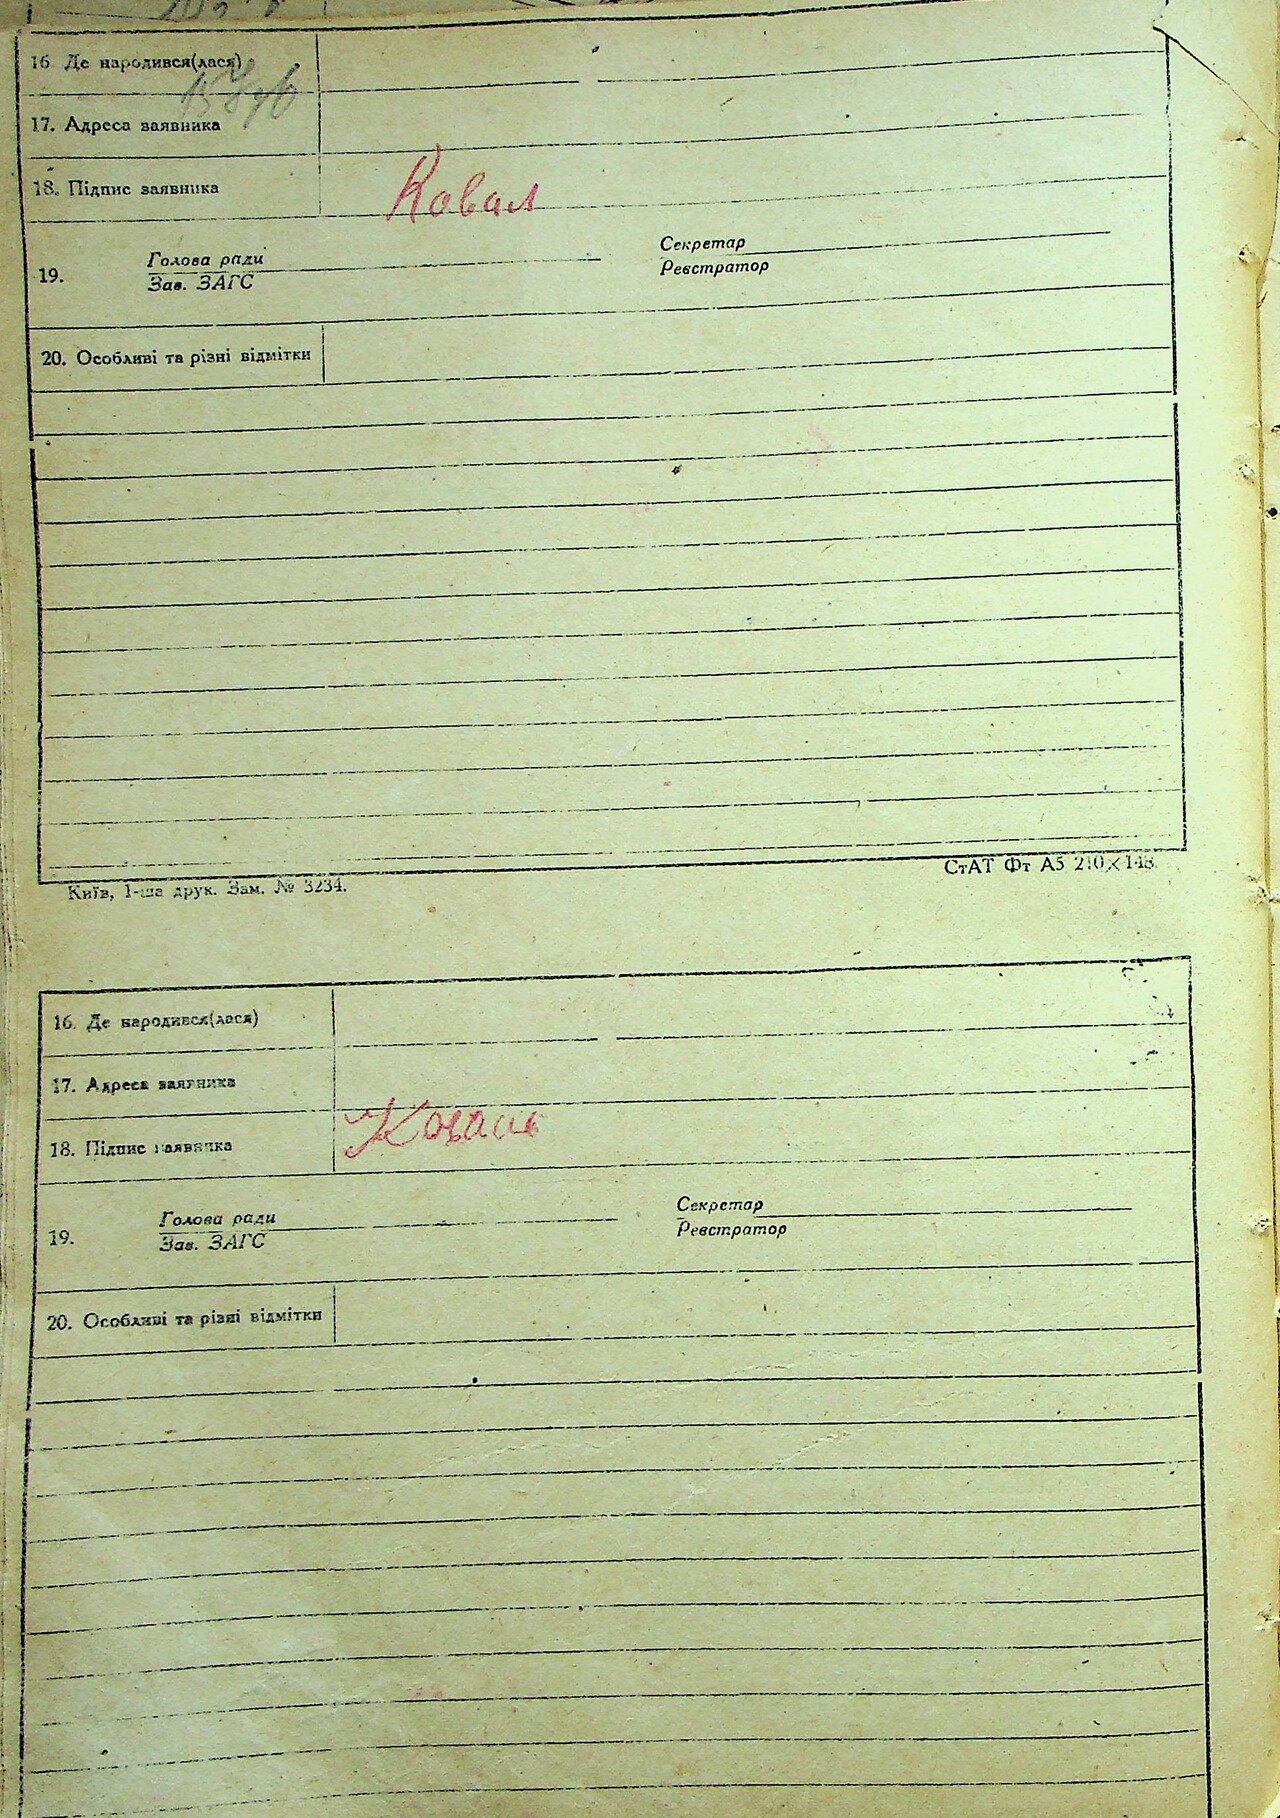 16. Де народився(лася)
17. Адреса заявника
18. Підпис заявника Ковал
Голова ради Секретар
19.
Зав. ЗАГС Реєстратор
20. Особливі та різні відмітки
Київ, 1-ша друк. Зам. № 3234. СтАТ Фт А5 210×148.
16. Де народився(лася)
17. Адреса заявника
18. Підпис заявника Коваль
Голова ради Секретар
19.
Зав. ЗАГС Реєстратор
20. Особливі та різні відмітки